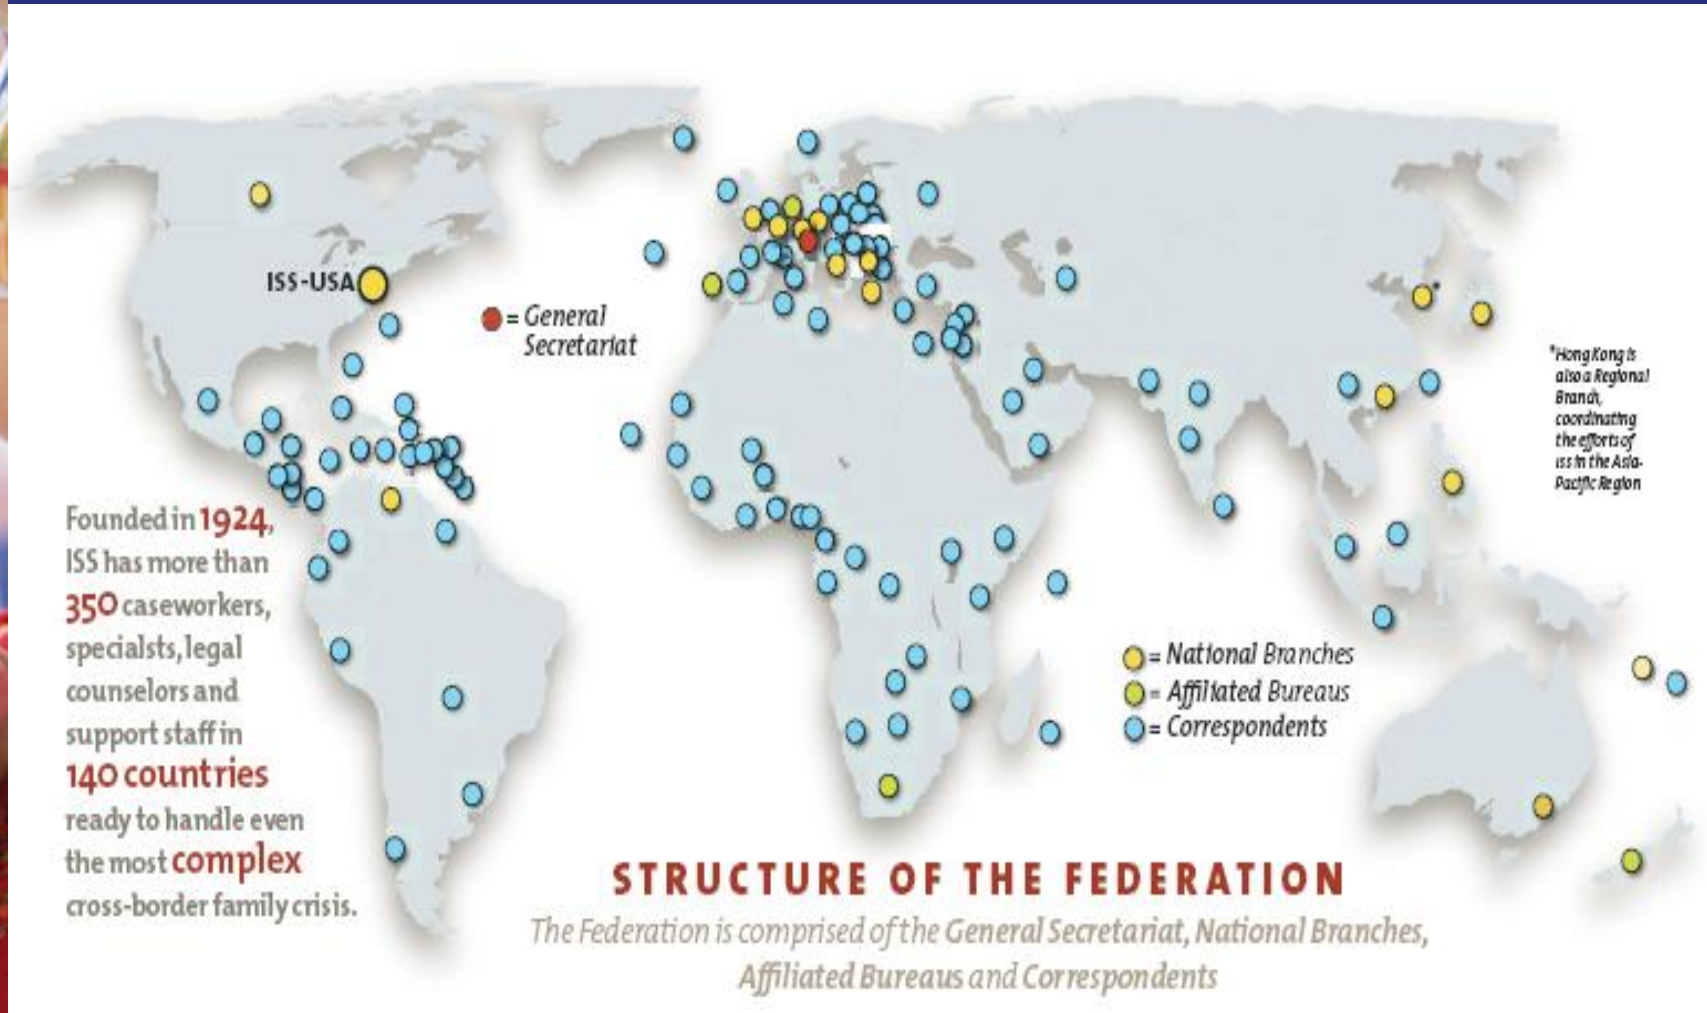 ISS-USA
= General
Secretariat
*Hong Kong is
also a Regional
Branch,
coordinating
the efforts of
iss in the Asia-
Pacific Region
Founded in 1924,
ISS has more than
350 caseworkers,
specialsts, legal
counselors and
support staff in
140 countries
ready to handle even
the most complex
cross-border family crisis.
= National Branches
= Affiliated Bureaus
= Correspondents
STRUCTURE OF THE FEDERATION
The Federation is comprised of the General Secretariat, National Branches,
Affiliated Bureaus and Correspondents